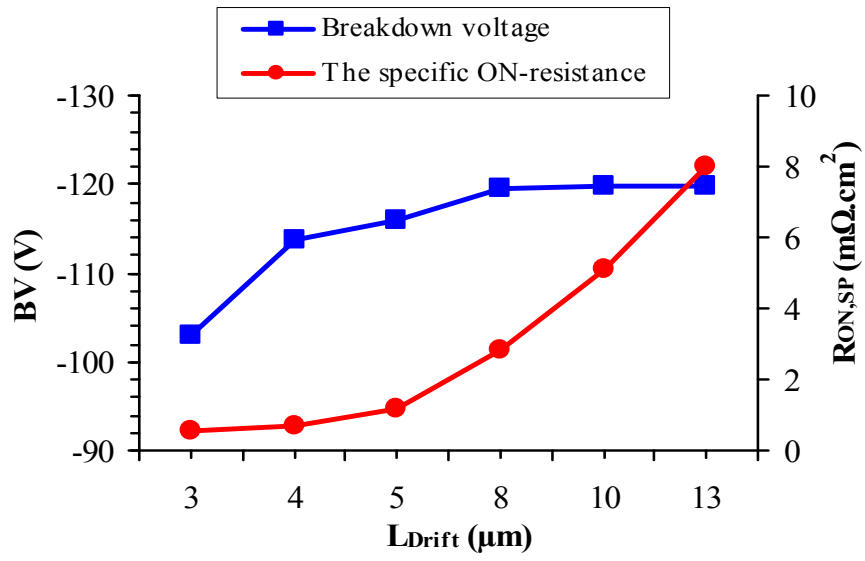 Breakdown voltage
The specific ON-resistance
-130
-120
-110
-100
-90
BV (V)
10
8
6
4
2
0
RON,SP (mΩ.cm²)
3 4 5 8 10 13
LDrift (μm)